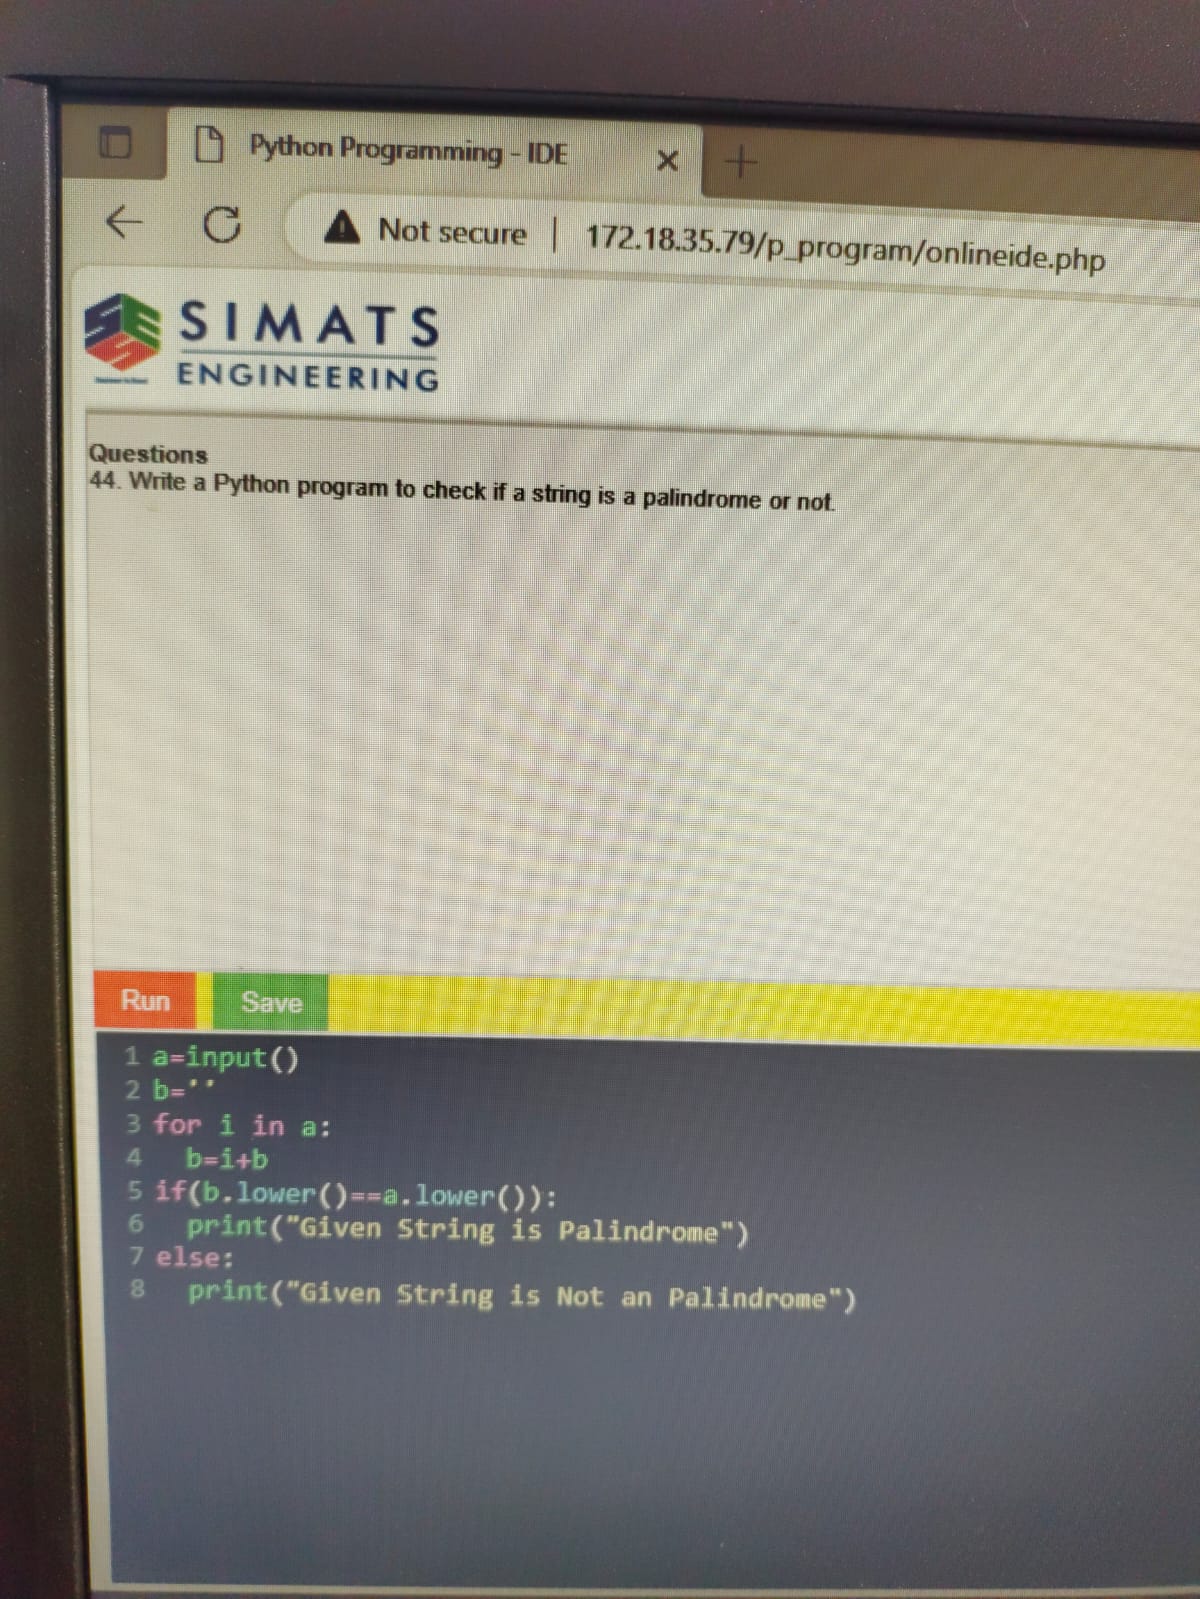 Python Programming - IDE
Not secure | 172.18.35.79/p_program/onlineide.php
SIMATS
ENGINEERING
Questions
44. Write a Python program to check if a string is a palindrome or not.
Run Save
1 a=input()
2 b=''
3 for i in a:
4   b=i+b
5 if(b.lower()==a.lower()):
6   print("Given String is Palindrome")
7 else:
8   print("Given String is Not an Palindrome")